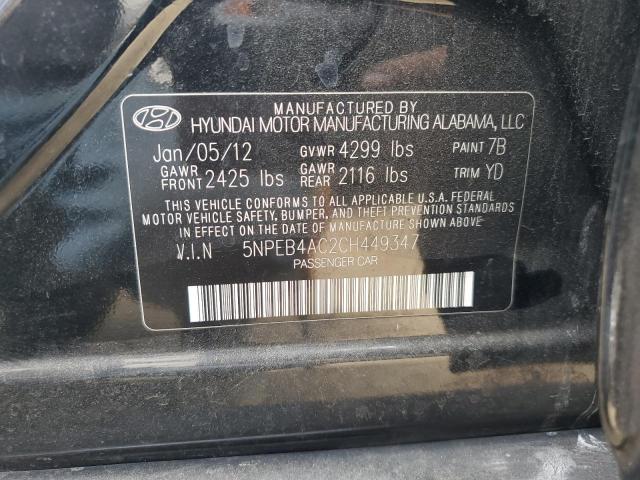 MANUFACTURED BY
HYUNDAI MOTOR MANUFACTURING ALABAMA, LLC
Jan/05/12 GVWR 4299 lbs PAINT 7B
GAWR FRONT 2425 lbs GAWR REAR 2116 lbs TRIM YD
THIS VEHICLE CONFORMS TO ALL APPLICABLE U.S.A. FEDERAL
MOTOR VEHICLE SAFETY, BUMPER, AND THEFT PREVENTION STANDARDS
IN EFFECT ON THE DATE OF MANUFACTURE SHOWN ABOVE.
V.I.N 5NPEB4AC2CH449347
PASSENGER CAR